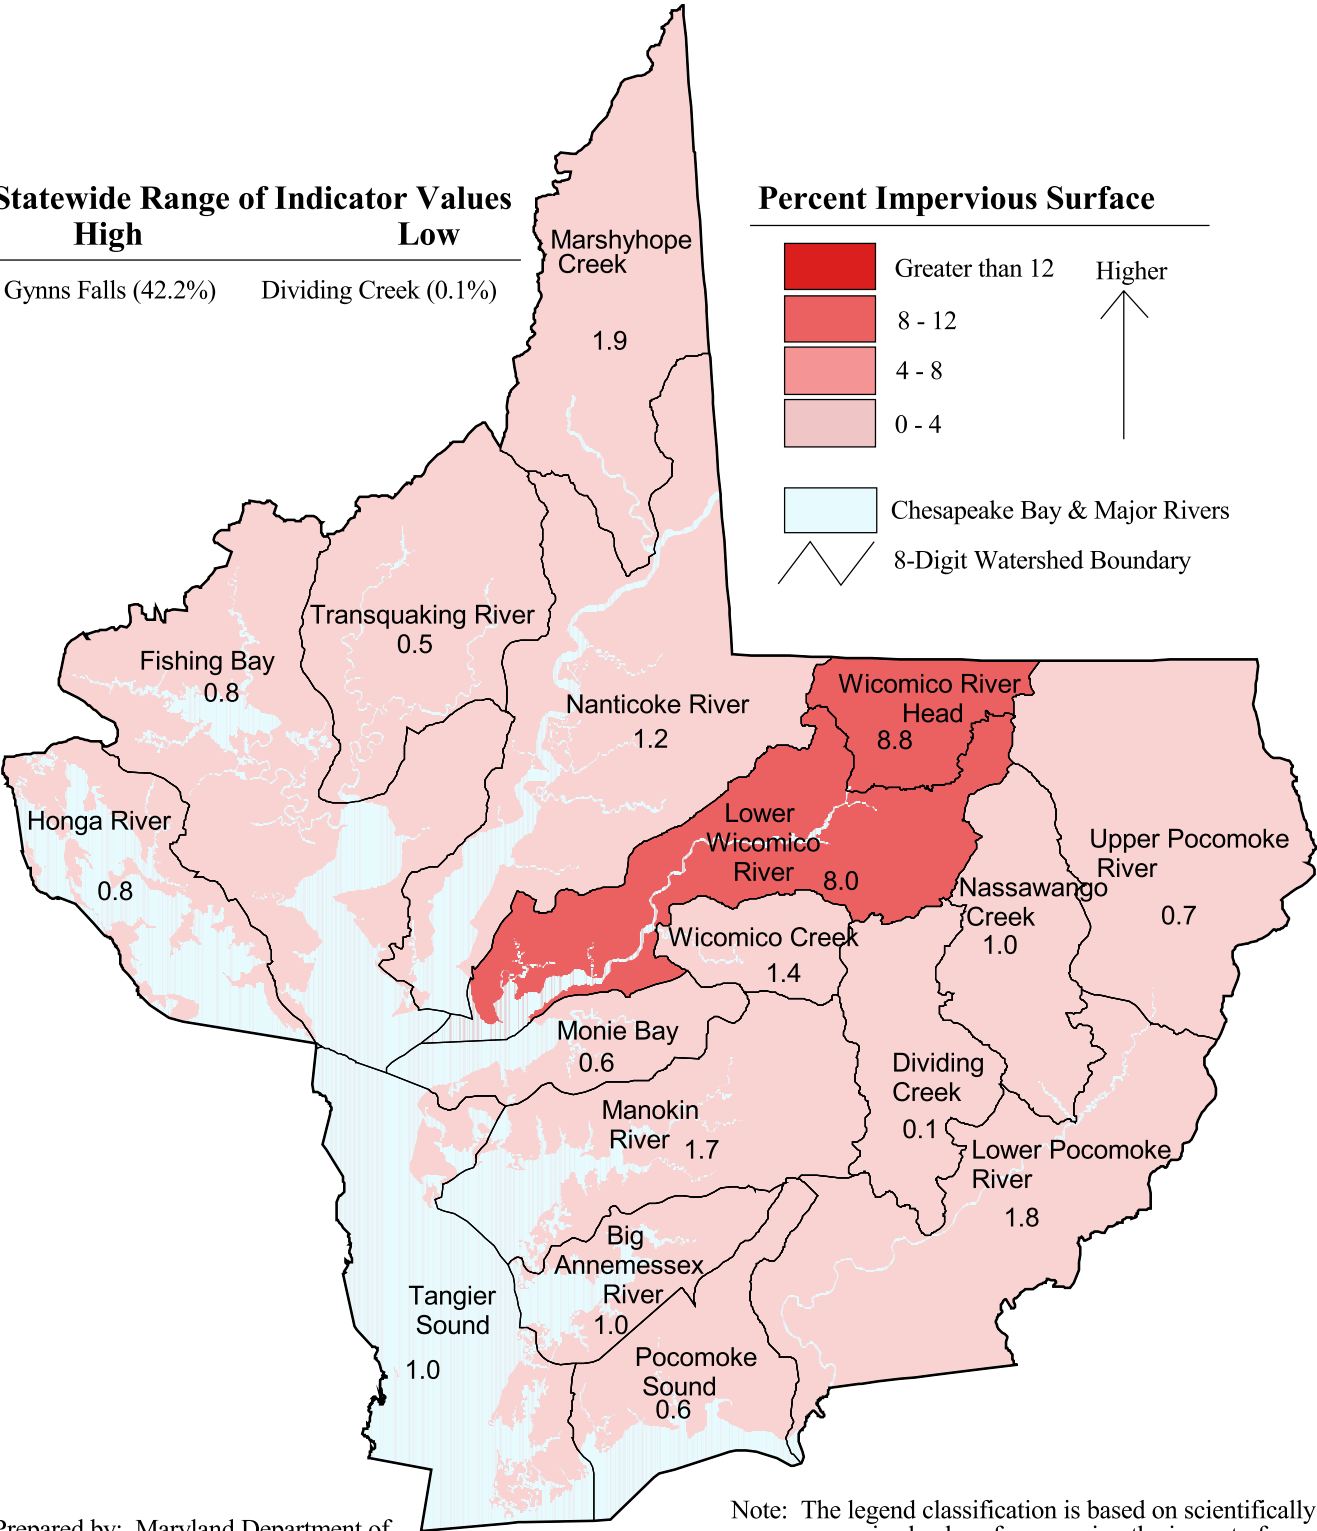 Statewide Range of Indicator Values
High Low
Gynns Falls (42.2%) Dividing Creek (0.1%)
Percent Impervious Surface
Greater than 12
8 - 12
4 - 8
0 - 4
Higher
Chesapeake Bay & Major Rivers
8-Digit Watershed Boundary
Marshyhope
Creek
1.9
Transquaking River
0.5
Fishing Bay
0.8
Nanticoke River
1.2
Wicomico River
Head
8.8
Honga River
0.8
Lower
Wicomico
River
8.0
Upper Pocomoke
River
0.7
Nassawango
Creek
1.0
Wicomico Creek
1.4
Monie Bay
0.6
Dividing
Creek
0.1
Manokin
River
1.7
Lower Pocomoke
River
1.8
Big
Annemessex
River
1.0
Tangier
Sound
1.0
Pocomoke
Sound
0.6
Note: The legend classification is based on scientifically
Prepared by: Maryland Department of